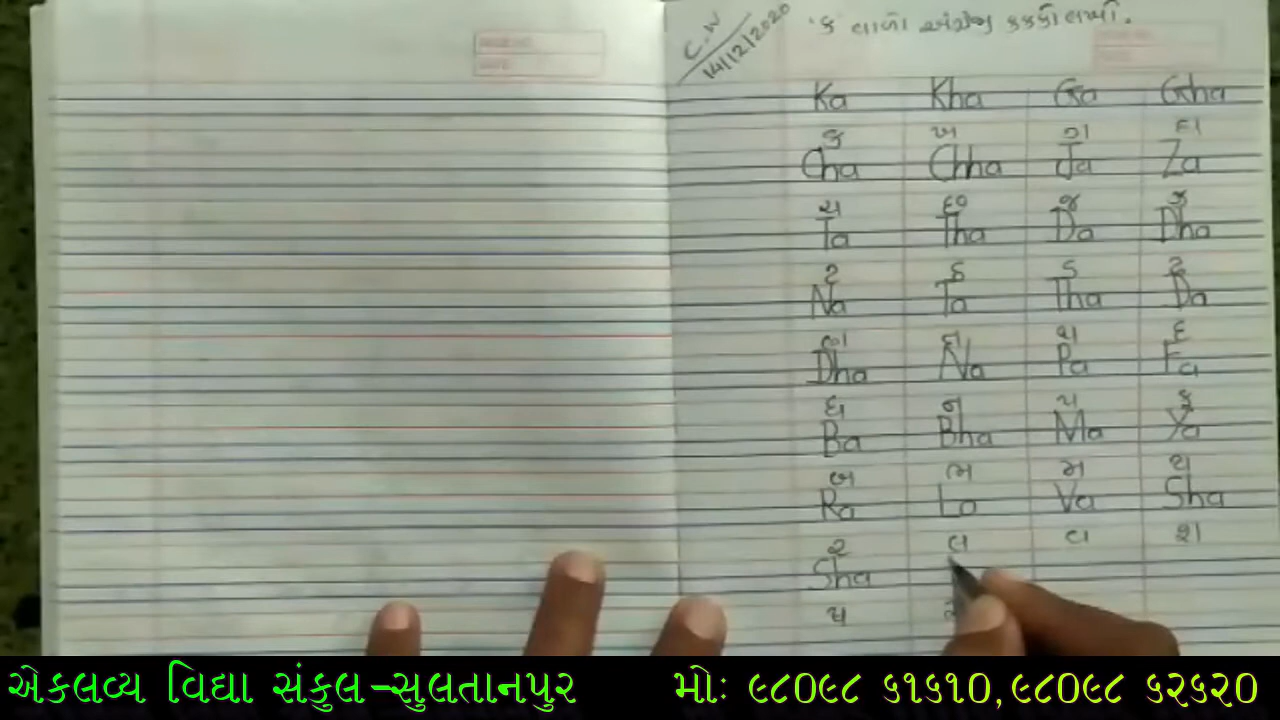 C.W
14/12/2020
'ક' વાળી અંગ્રેજી કક્કો લખો.
Ka Kha Ga Gha
ક ખ ગ ઘ
Cha Chha Ja Za
ચ છ જ ઝ
Ta Tha Da Dha
ટ ઠ ડ ઢ
Na Ta Tha Da
ણ ત થ દ
Dha Na Pa Fa
ધ ન પ ફ
Ba Bha Ma Ya
બ ભ મ ય
Ra La Va Sha
ર લ વ શ
Sha
ષ
એકલવ્ય વિદ્યા સંકુલ-સુલતાનપુર મોઃ ૯૮૦૯૮ ૬૧૬૧૦,૯૮૦૯૮ ૬૨૬૨૦